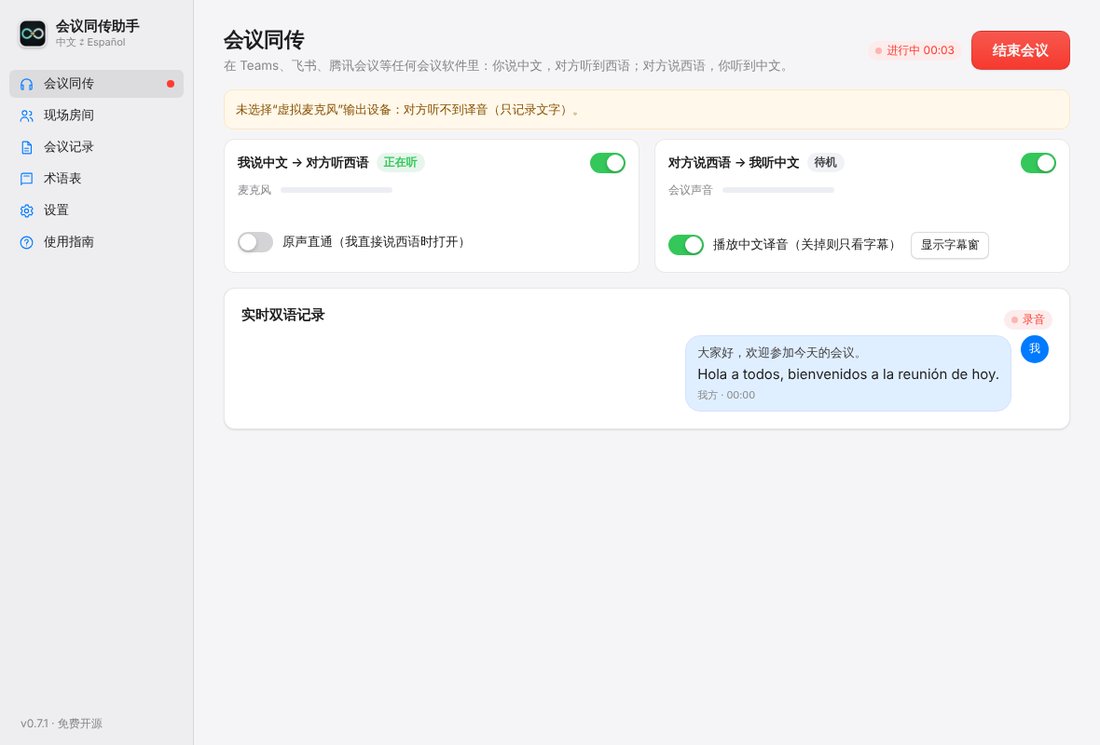 会议同传助手
中文 ⇄ Español
会议同传
现场房间
会议记录
术语表
设置
使用指南
v0.7.1 · 免费开源
会议同传
在 Teams、飞书、腾讯会议等任何会议软件里：你说中文，对方听到西语；对方说西语，你听到中文。
进行中 00:03
结束会议
未选择“虚拟麦克风”输出设备：对方听不到译音（只记录文字）。
我说中文 → 对方听西语 正在听
麦克风
原声直通（我直接说西语时打开）
对方说西语 → 我听中文 待机
会议声音
播放中文译音（关掉则只看字幕） 显示字幕窗
实时双语记录
录音
大家好，欢迎参加今天的会议。
Hola a todos, bienvenidos a la reunión de hoy.
我方 · 00:00
我